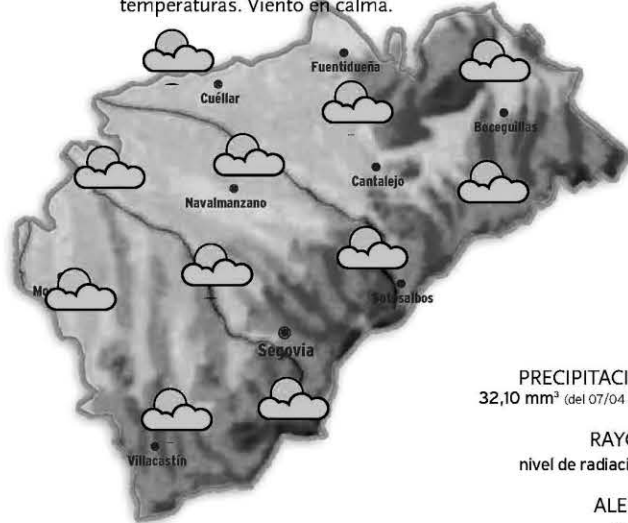 temperaturas. Viento en calma.
Fuentidueña
Cuéllar
Boceguillas
Cantalejo
Navalmanzano
Sotosalbos
Segovia
PRECIPITACI
32,10 mm³ (del 07/04
RAYO
nivel de radiaci
ALE
Villacastín